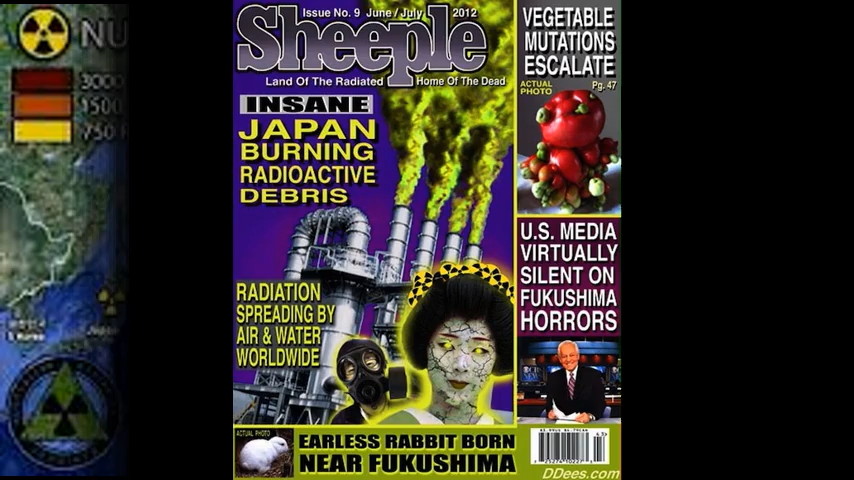 NU
3000
1500
750
Issue No. 9 June / July 2012
Sheeple
Land Of The Radiated Home Of The Dead
INSANE
JAPAN
BURNING
RADIOACTIVE
DEBRIS
RADIATION
SPREADING BY
AIR & WATER
WORLDWIDE
VEGETABLE
MUTATIONS
ESCALATE
ACTUAL
PHOTO
Pg. 47
U.S. MEDIA
VIRTUALLY
SILENT ON
FUKUSHIMA
HORRORS
CBS NEWS
ACTUAL PHOTO
EARLESS RABBIT BORN
NEAR FUKUSHIMA
DDees.com